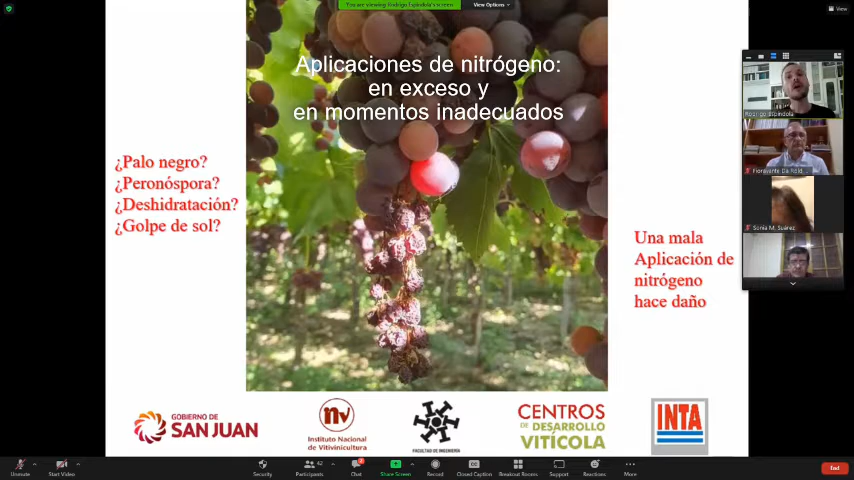 You are viewing Rodrigo Espindola's screen
View Options
View
Aplicaciones de nitrógeno:
en exceso y
en momentos inadecuados
¿Palo negro?
¿Peronóspora?
¿Deshidratación?
¿Golpe de sol?
Una mala
Aplicación de
nitrógeno
hace daño
Rodrigo Espindola
Fioravante Da Rold...
Sonia M. Suárez
GOBIERNO DE
SAN JUAN
nv
Instituto Nacional
de Vitivinicultura
FACULTAD DE INGENIERÍA
CENTROS
DE DESARROLLO
VITÍCOLA
INTA
Unmute
Start Video
Security
Participants
42
Chat
Share Screen
Record
Closed Caption
Breakout Rooms
Support
Reactions
More
End